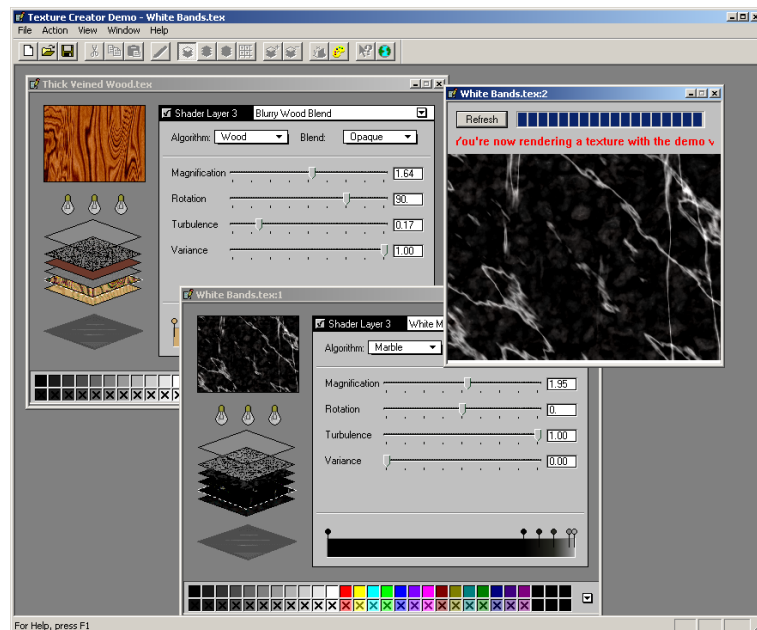 Texture Creator Demo - White Bands.tex
File Action View Window Help
Thick Veined Wood.tex
Shader Layer 3 Blurry Wood Blend
Algorithm: Wood Blend: Opaque
Magnification 1.64
Rotation 90.
Turbulence 0.17
Variance 1.00
White Bands.tex:2
Refresh
You're now rendering a texture with the demo v
White Bands.tex:1
Shader Layer 3 White M
Algorithm: Marble
Magnification 1.95
Rotation 0.
Turbulence 1.00
Variance 0.00
For Help, press F1